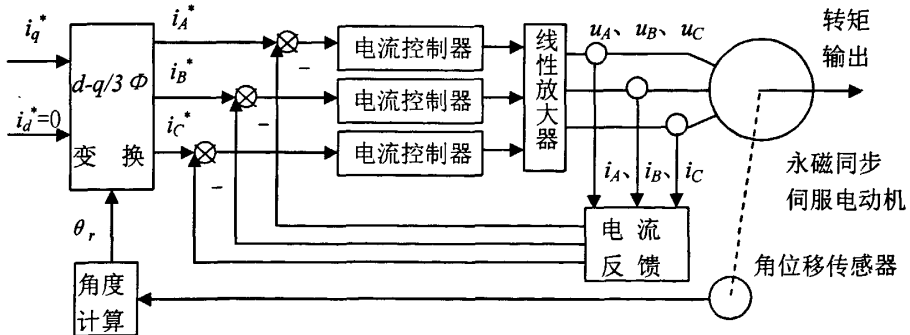 i_q^*
i_d^*=0
d-q/3 Φ
变 换
i_A^*
i_B^*
i_C^*
−
−
−
电流控制器
电流控制器
电流控制器
线性放大器
u_A、u_B、u_C
转矩
输出
i_A、i_B、i_C
永磁同步
伺服电动机
电 流
反 馈
θ_r
角度
计算
角位移传感器